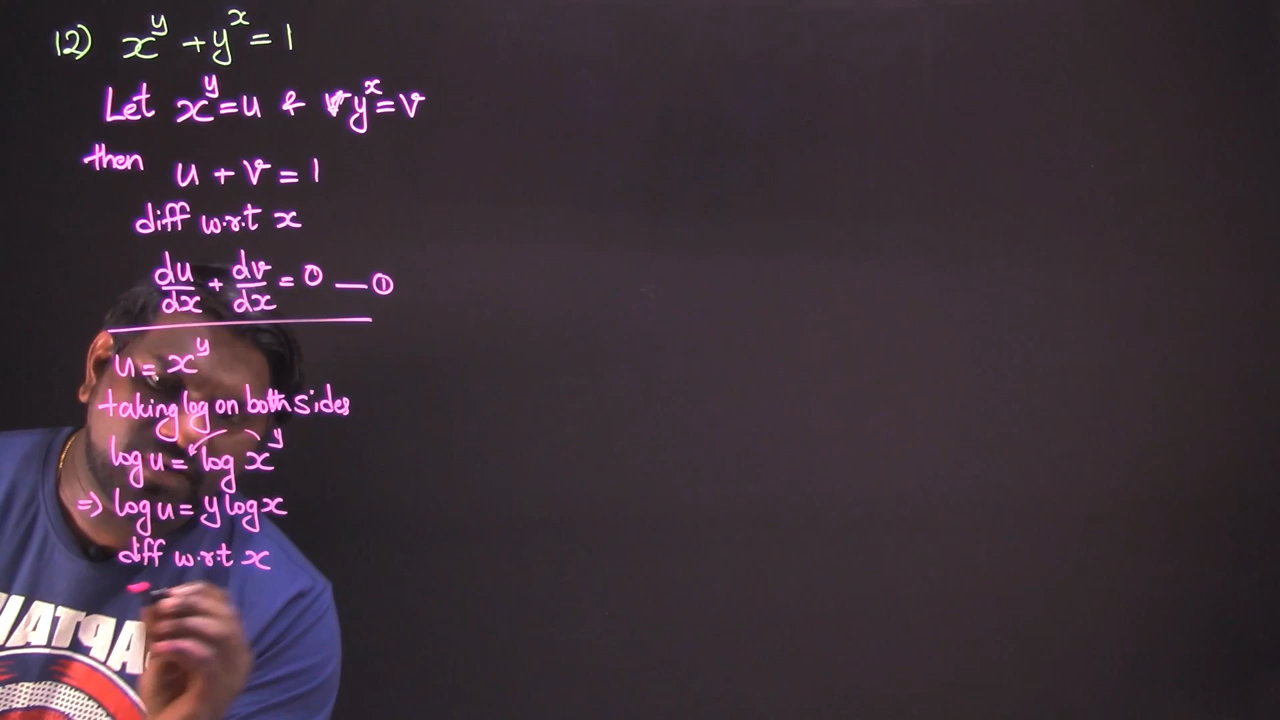 12) x^y + y^x = 1
Let x^y = u & y^x = v
then u + v = 1
diff w.r.t x
du/dx + dv/dx = 0 — ①
u = x^y
taking log on both sides
log u = log x^y
⇒ log u = y log x
diff w.r.t x